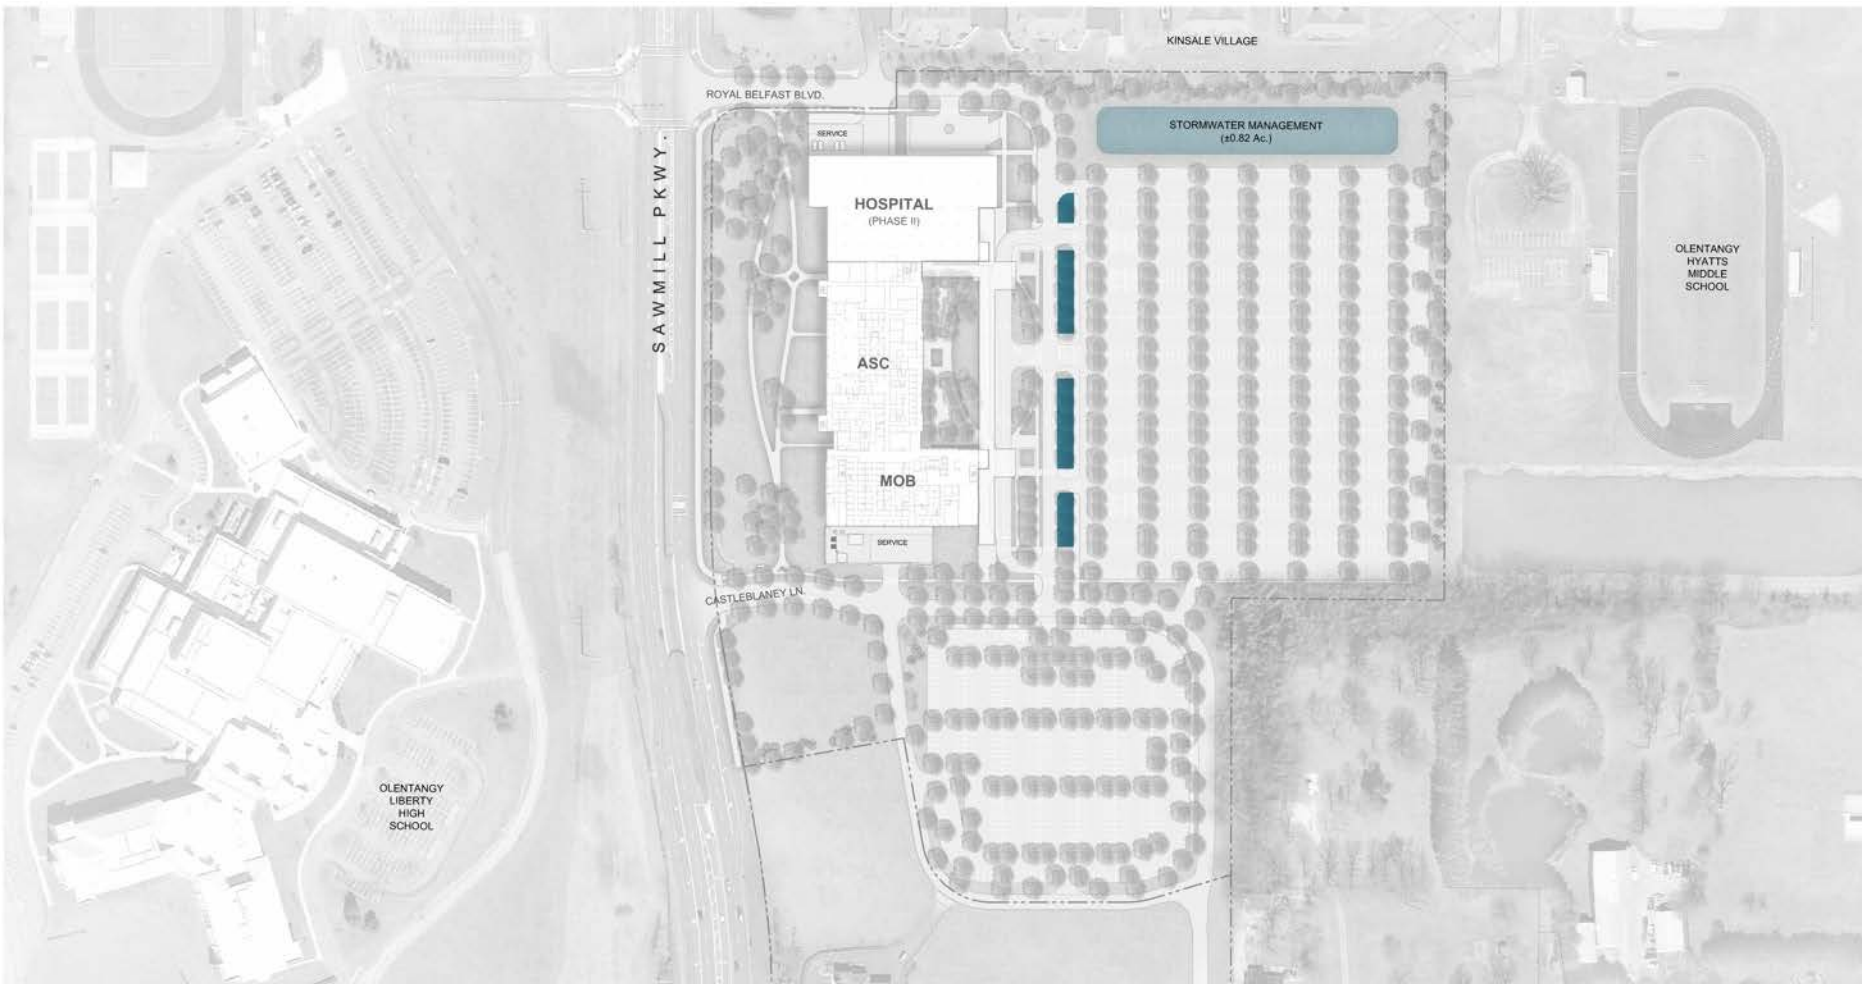 KINSALE VILLAGE
ROYAL BELFAST BLVD.
STORMWATER MANAGEMENT
(±0.82 Ac.)
SERVICE
SAWMILL PKWY.
HOSPITAL
(PHASE II)
OLENTANGY
HYATTS
MIDDLE
SCHOOL
ASC
MOB
SERVICE
CASTLEBLANEY LN.
OLENTANGY
LIBERTY
HIGH
SCHOOL